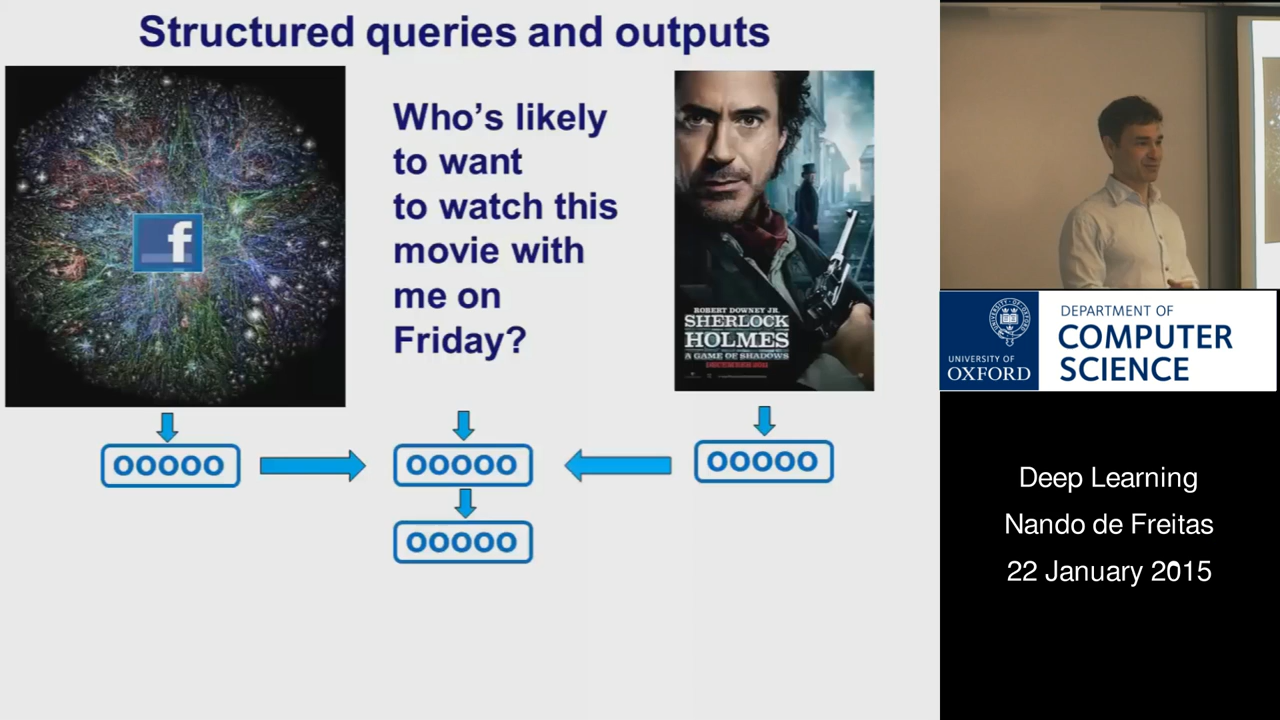 Structured queries and outputs
f
Who's likely
to want
to watch this
movie with
me on
Friday?
ROBERT DOWNEY JR.
SHERLOCK
HOLMES
A GAME OF SHADOWS
OOOOO
OOOOO
OOOOO
OOOOO
UNIVERSITY OF
OXFORD
DEPARTMENT OF
COMPUTER
SCIENCE
Deep Learning
Nando de Freitas
22 January 2015